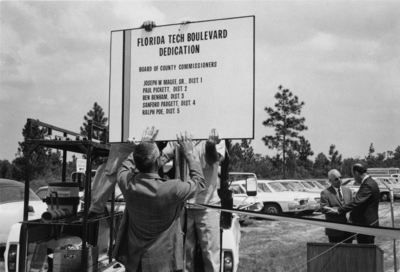 FLORIDA TECH BOULEVARD
DEDICATION
BOARD OF COUNTY COMMISSIONERS
JOSEPH W. MAGEE, DR. DIST. 1
PAUL PICKETT, DIST. 2
BEN BENHAM, DIST. 3
SANFORD PADGETT, DIST. 4
RALPH POE, DIST. 5